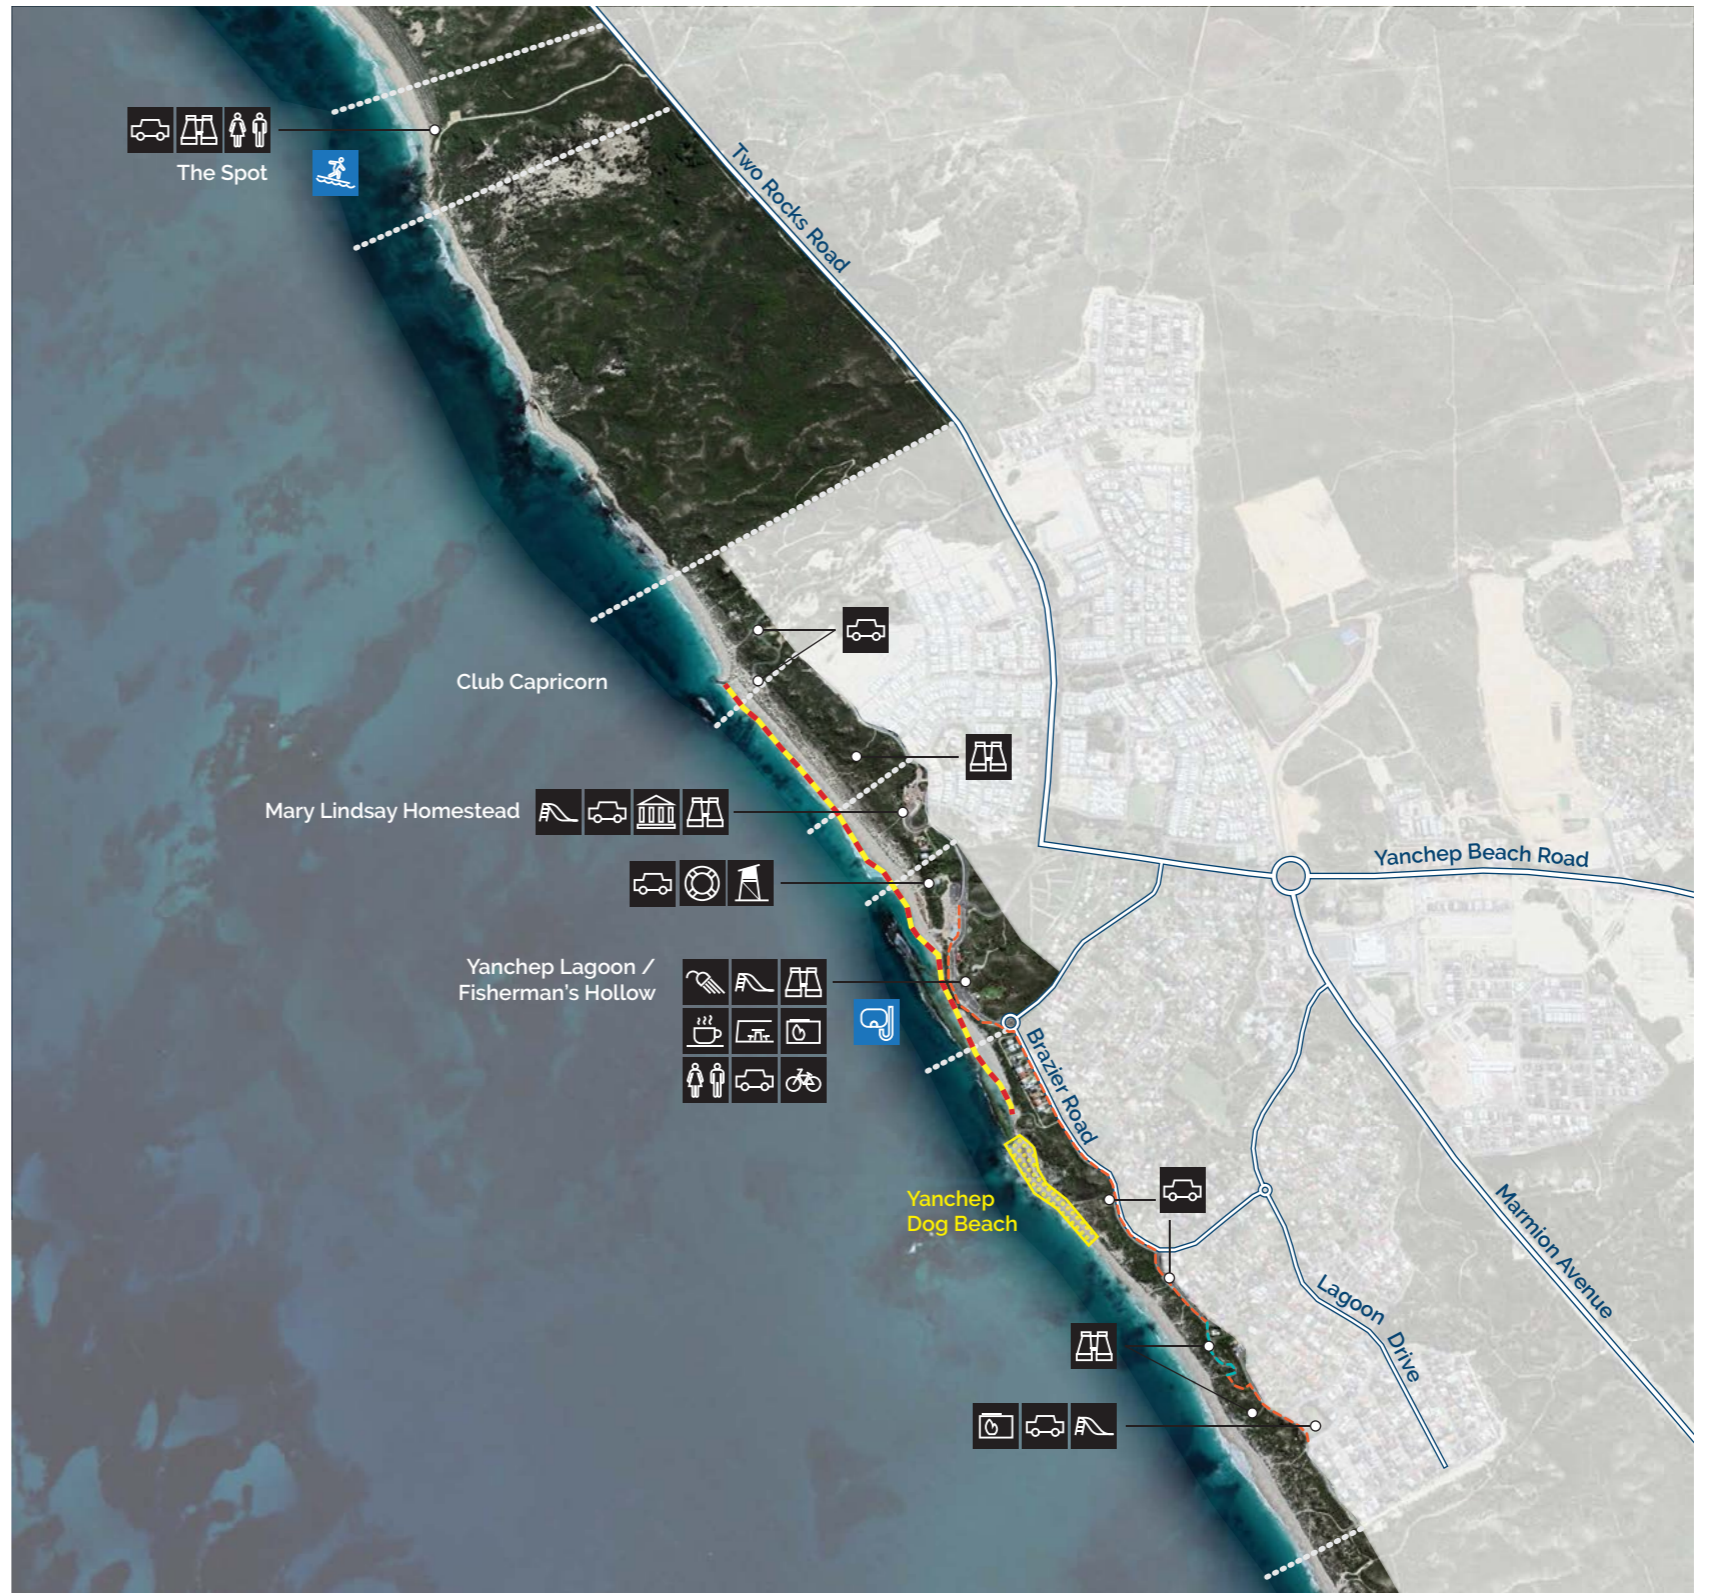 The Spot
Two Rocks Road
Club Capricorn
Mary Lindsay Homestead
Yanchep Beach Road
Yanchep Lagoon /
Fisherman's Hollow
Brazier Road
Yanchep
Dog Beach
Marmion Avenue
Lagoon Drive